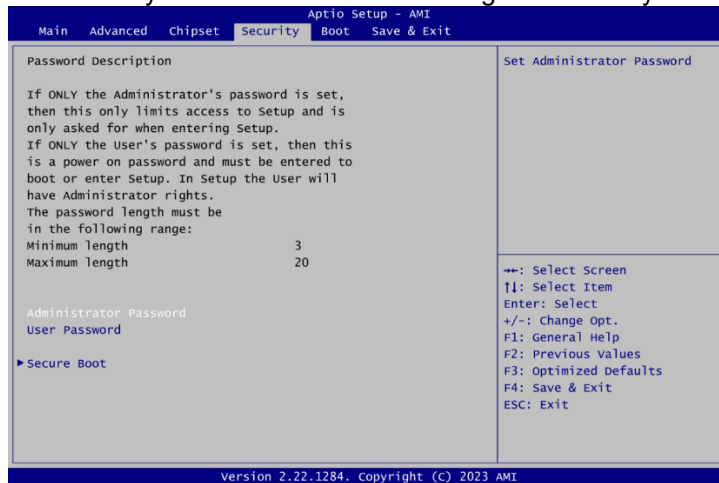 Aptio Setup - AMI
Main Advanced Chipset Security Boot Save & Exit
Password Description
If ONLY the Administrator's password is set,
then this only limits access to Setup and is
only asked for when entering Setup.
If ONLY the User's password is set, then this
is a power on password and must be entered to
boot or enter Setup. In Setup the User will
have Administrator rights.
The password length must be
in the following range:
Minimum length 3
Maximum length 20
Administrator Password
User Password
▶Secure Boot
Set Administrator Password
→←: Select Screen
↑↓: Select Item
Enter: Select
+/-: Change Opt.
F1: General Help
F2: Previous Values
F3: Optimized Defaults
F4: Save & Exit
ESC: Exit
Version 2.22.1284. Copyright (C) 2023 AMI